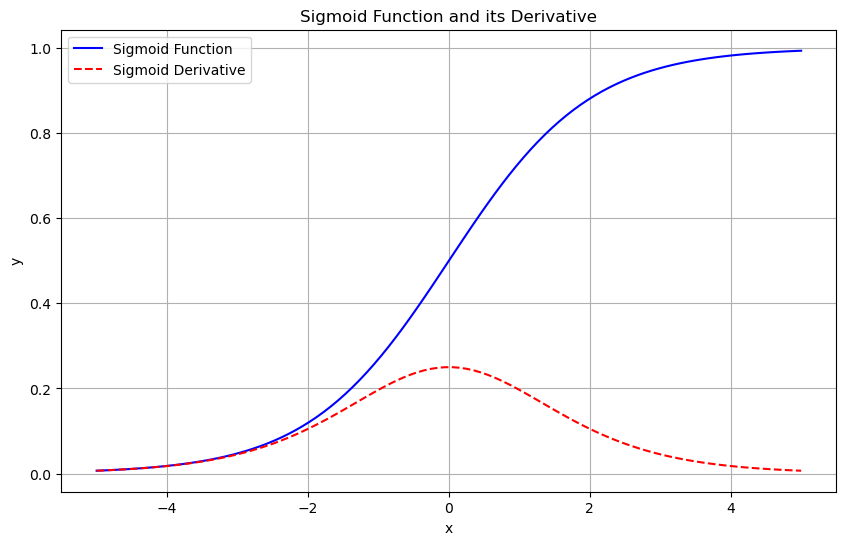 Sigmoid Function and its Derivative
Sigmoid Function
Sigmoid Derivative
1.0
0.8
0.6
0.4
0.2
0.0
y
−4
−2
0
2
4
x